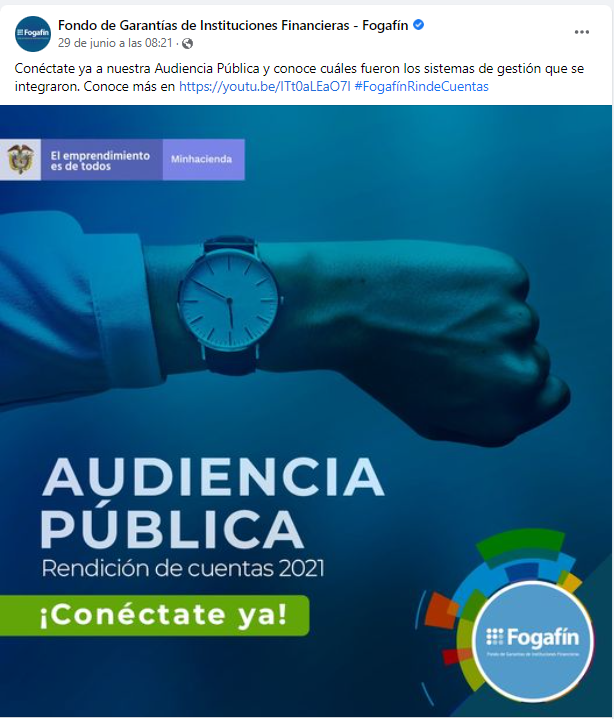 Fogafín
Fondo de Garantías de Instituciones Financieras - Fogafín
29 de junio a las 08:21 ·
Conéctate ya a nuestra Audiencia Pública y conoce cuáles fueron los sistemas de gestión que se
integraron. Conoce más en https://youtu.be/lTt0aLEaO7I #FogafínRindeCuentas
El emprendimiento
es de todos
Minhacienda
AUDIENCIA
PÚBLICA
Rendición de cuentas 2021
¡Conéctate ya!
Fogafín
Fondo de Garantías de Instituciones Financieras